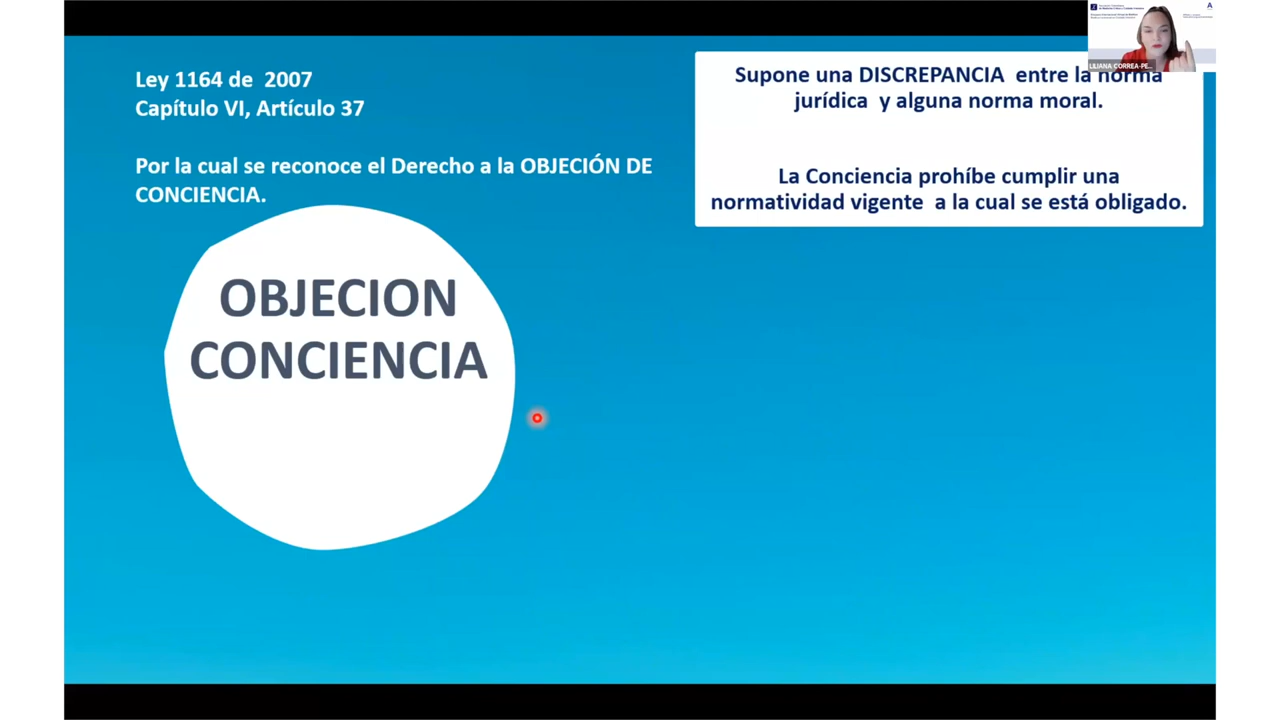 Ley 1164 de 2007
Capítulo VI, Artículo 37
Por la cual se reconoce el Derecho a la OBJECIÓN DE
CONCIENCIA.
OBJECION
CONCIENCIA
Supone una DISCREPANCIA entre la norma
jurídica y alguna norma moral.
La Conciencia prohíbe cumplir una
normatividad vigente a la cual se está obligado.
LILIANA CORREA-PE...